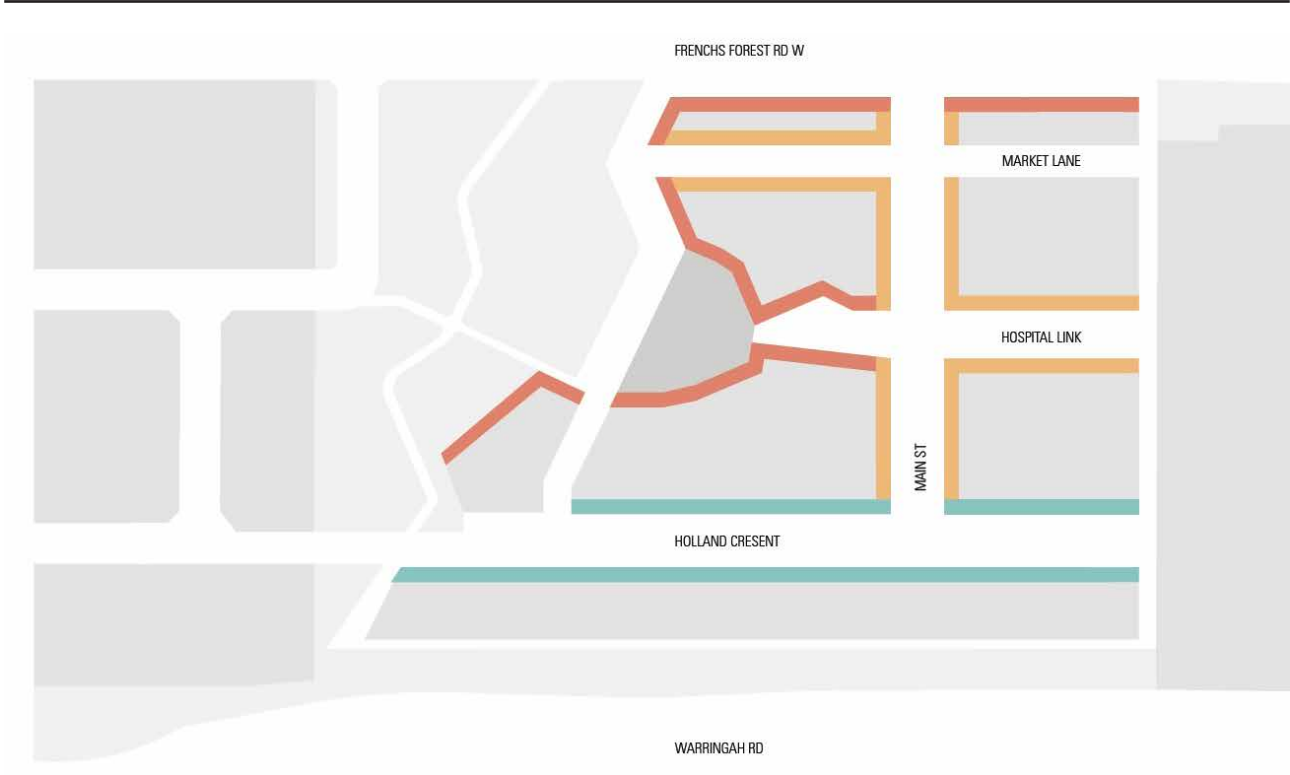 FRENCHS FOREST RD W
MARKET LANE
HOSPITAL LINK
MAIN ST
HOLLAND CRESENT
WARRINGAH RD